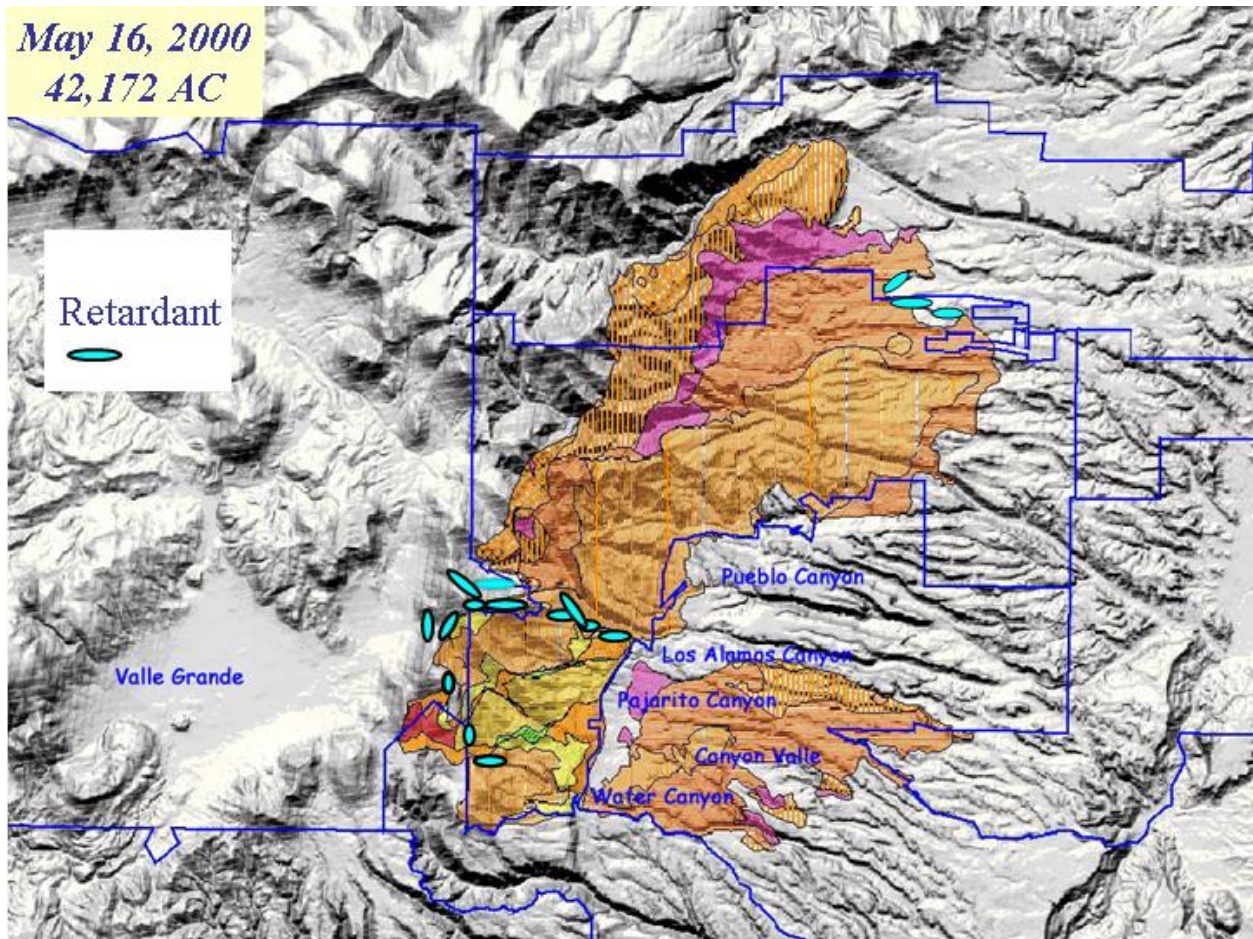 May 16, 2000
42,172 AC
Retardant
Pueblo Canyon
Los Alamos Canyon
Valle Grande
Pajarito Canyon
Canyon Valle
Water Canyon